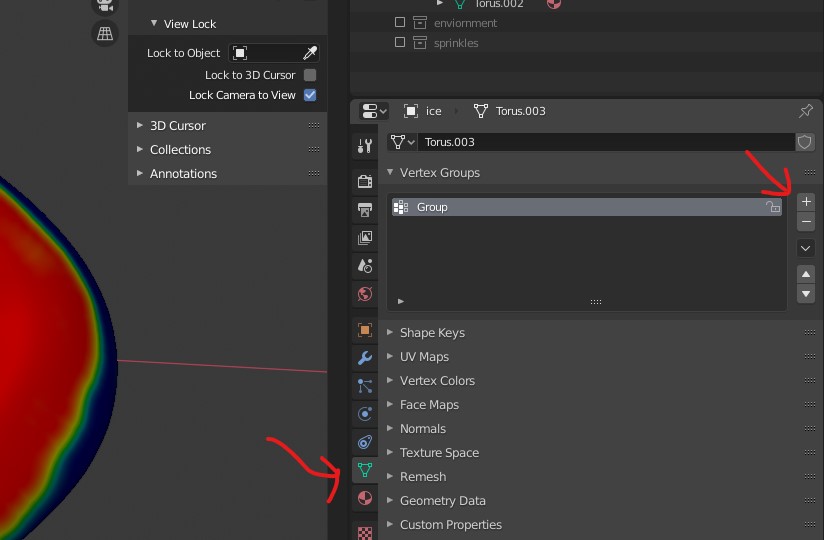 View Lock
Lock to Object
Lock to 3D Cursor
Lock Camera to View
3D Cursor
Collections
Annotations
Torus.002
enviornment
sprinkles
ice
Torus.003
Torus.003
Vertex Groups
Group
Shape Keys
UV Maps
Vertex Colors
Face Maps
Normals
Texture Space
Remesh
Geometry Data
Custom Properties